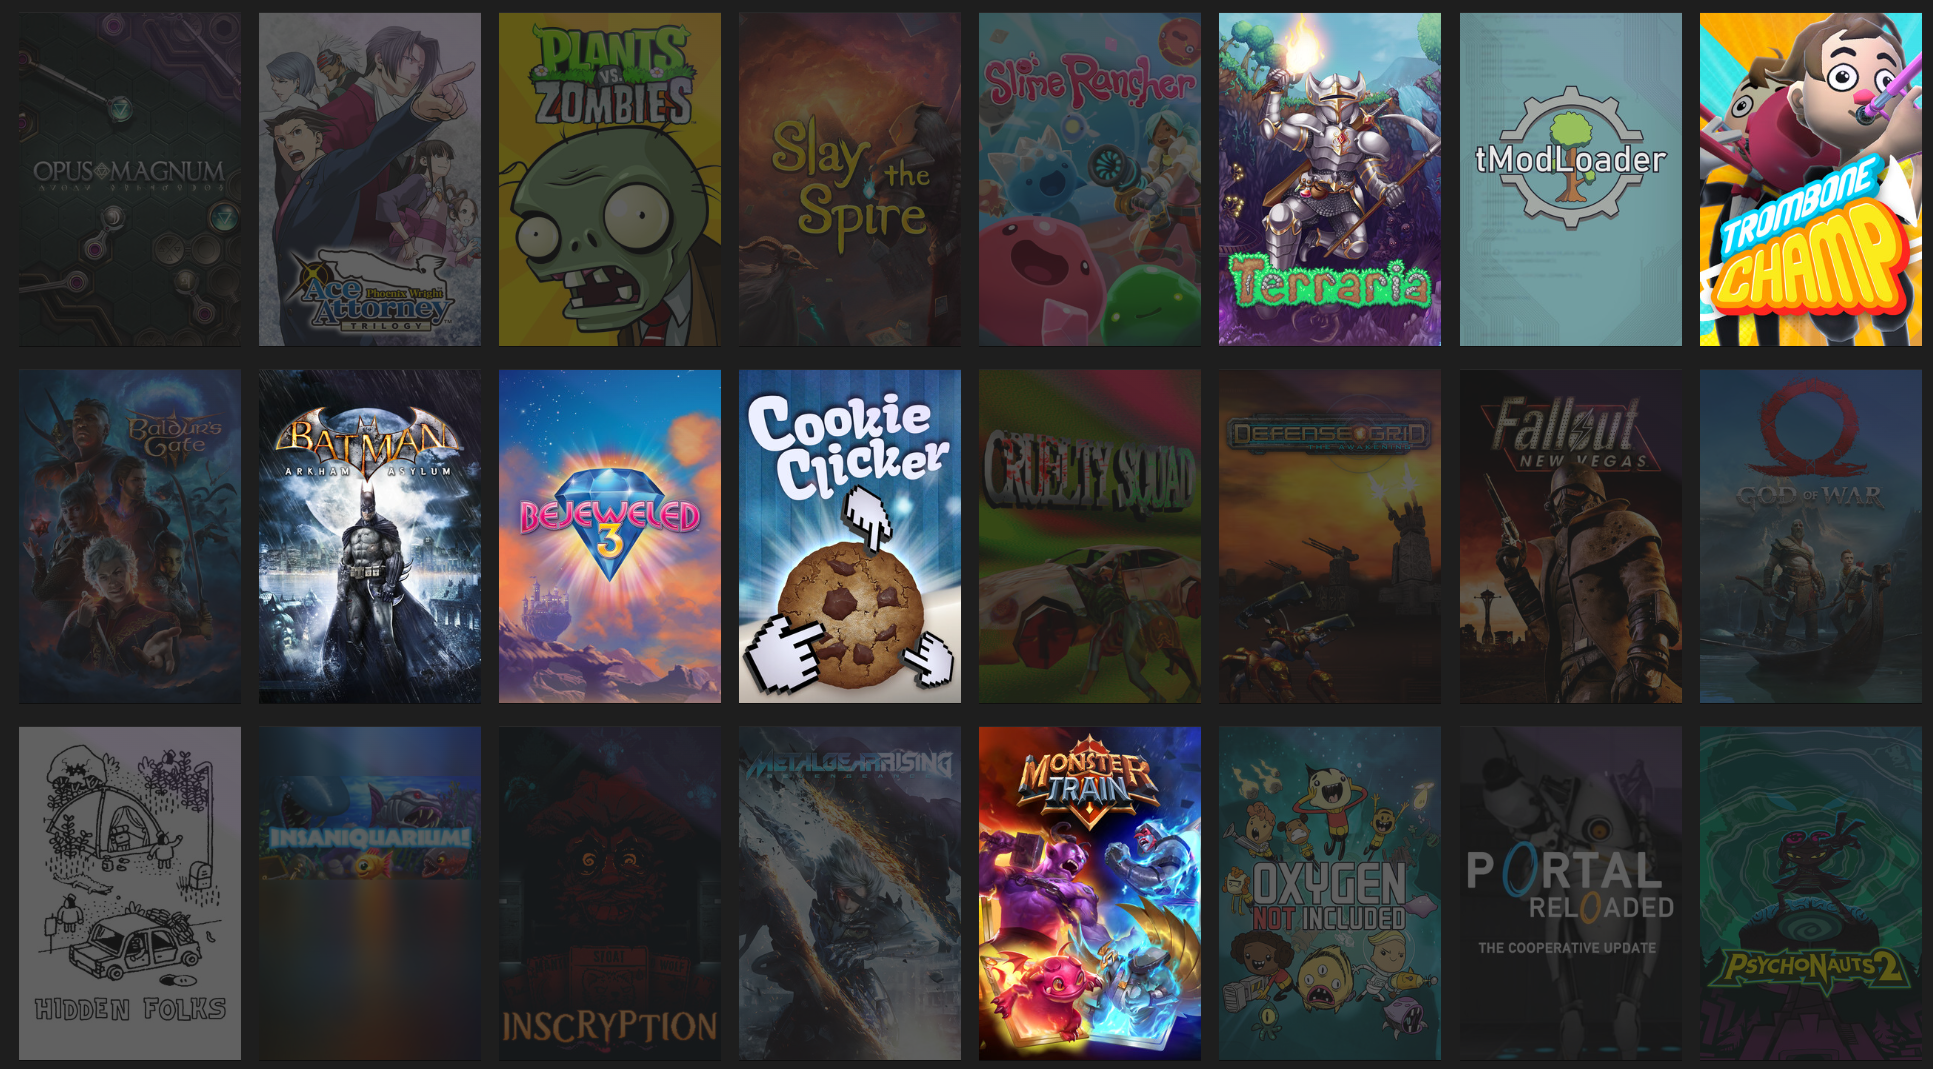 OPUS MAGNUM
Ace
Phoenix Wright
Attorney
TRILOGY
PLANTS
VS.
ZOMBIES
Slay
the
Spire
Slime Rancher
Terraria
tModLoader
TROMBONE
CHAMP
Baldur's
Gate
BATMAN
ARKHAM ASYLUM
BEJEWELED
3
Cookie
Clicker
CRUELTY SQUAD
DEFENSE GRID
THE AWAKENING
Fallout
NEW VEGAS
GOD OF WAR
HIDDEN FOLKS
INSANIQUARIUM!
INSCRYPTION
METAL GEAR RISING
REVENGEANCE
MONSTER
TRAIN
OXYGEN
NOT INCLUDED
PORTAL
RELOADED
THE COOPERATIVE UPDATE
PSYCHONAUTS 2